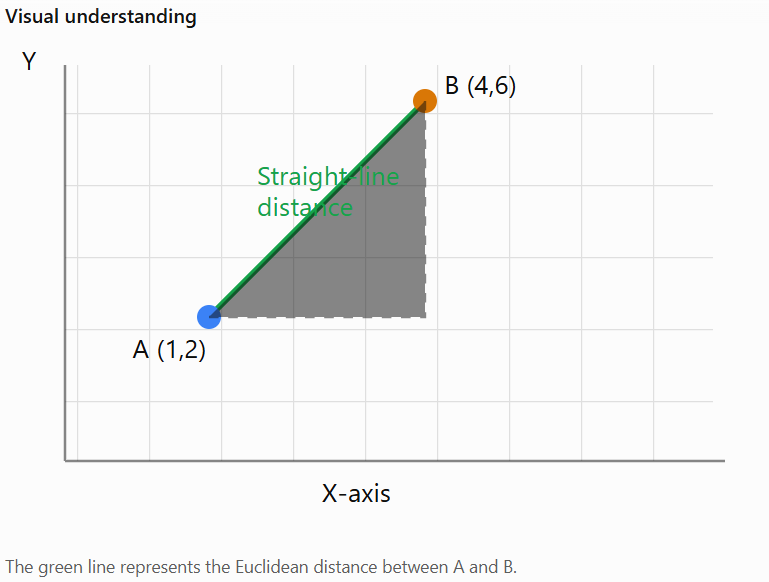 Visual understanding
Y
B (4,6)
Straight-line
distance
A (1,2)
X-axis
The green line represents the Euclidean distance between A and B.